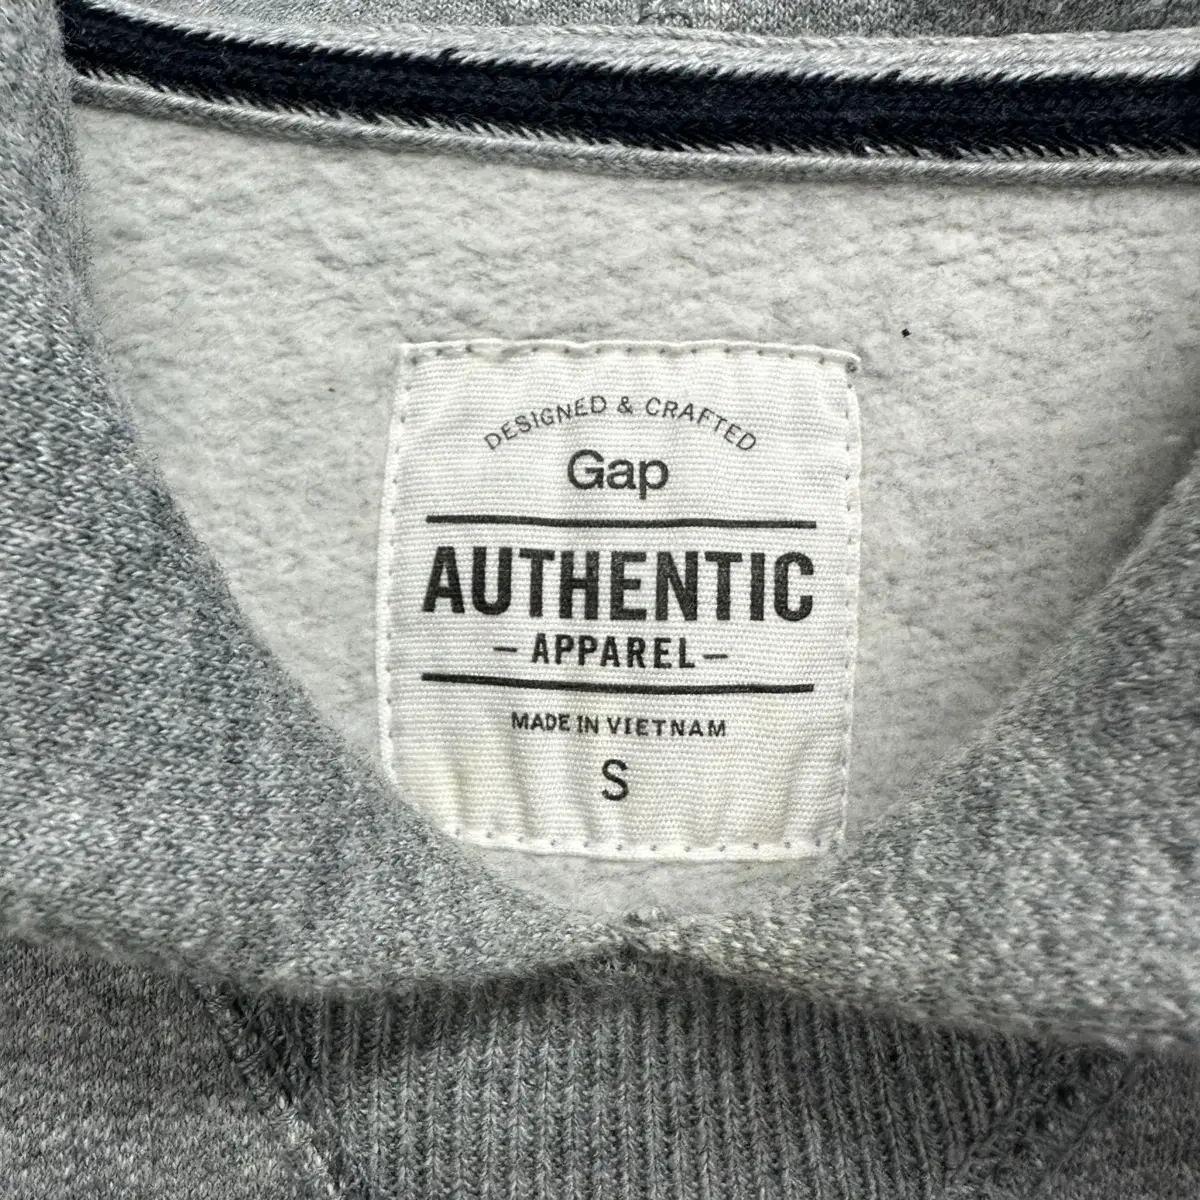 DESIGNED & CRAFTED
Gap
AUTHENTIC
– APPAREL –
MADE IN VIETNAM
S